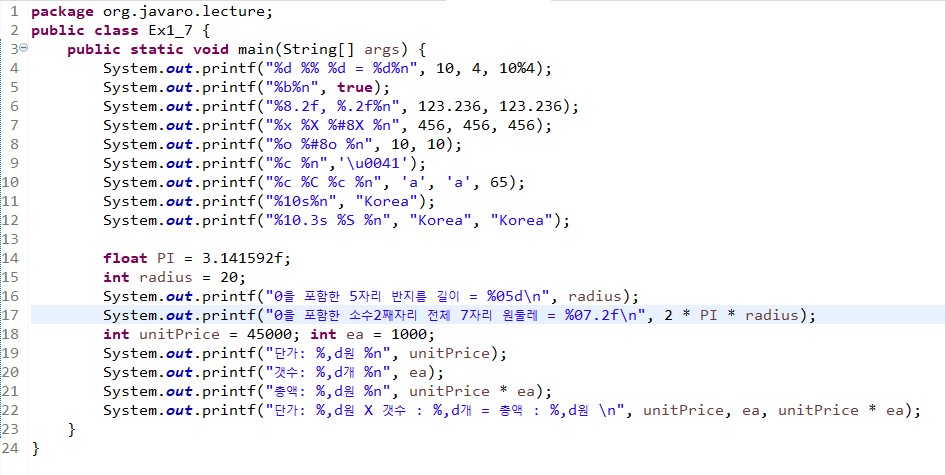 1 package org.javaro.lecture;
2 public class Ex1_7 {
3 public static void main(String[] args) {
4 System.out.printf("%d %% %d = %d%n", 10, 4, 10%4);
5 System.out.printf("%b%n", true);
6 System.out.printf("%8.2f, %.2f%n", 123.236, 123.236);
7 System.out.printf("%x %X %#8X %n", 456, 456, 456);
8 System.out.printf("%o %#8o %n", 10, 10);
9 System.out.printf("%c %n",'\u0041');
10 System.out.printf("%c %C %c %n", 'a', 'a', 65);
11 System.out.printf("%10s%n", "Korea");
12 System.out.printf("%10.3s %S %n", "Korea", "Korea");
13
14 float PI = 3.141592f;
15 int radius = 20;
16 System.out.printf("0을 포함한 5자리 반지름 길이 = %05d\n", radius);
17 System.out.printf("0을 포함한 소수2째자리 전체 7자리 원둘레 = %07.2f\n", 2 * PI * radius);
18 int unitPrice = 45000; int ea = 1000;
19 System.out.printf("단가: %,d원 %n", unitPrice);
20 System.out.printf("갯수: %,d개 %n", ea);
21 System.out.printf("총액: %,d원 %n", unitPrice * ea);
22 System.out.printf("단가: %,d원 X 갯수 : %,d개 = 총액 : %,d원 \n", unitPrice, ea, unitPrice * ea);
23 }
24 }